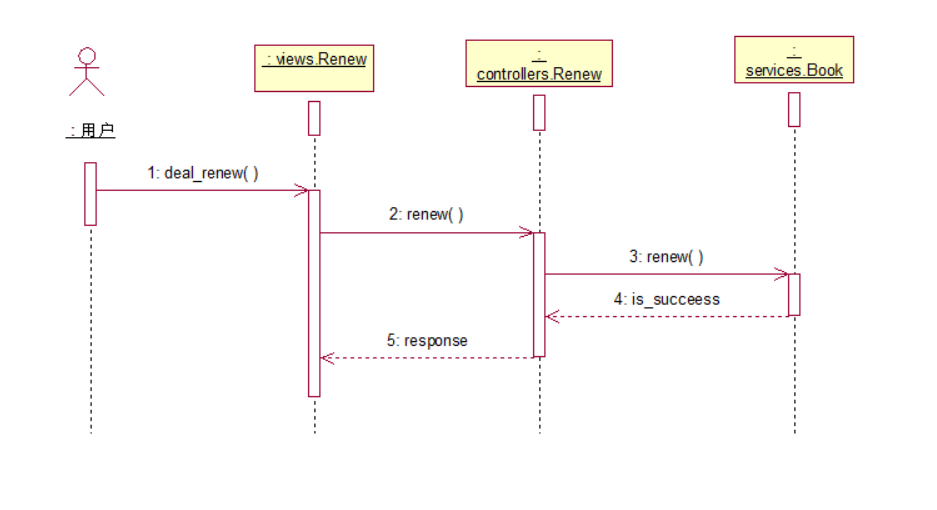 : views.Renew
:
controllers.Renew
:
services.Book
: 用户
1: deal_renew( )
2: renew( )
3: renew( )
4: is_succeess
5: response